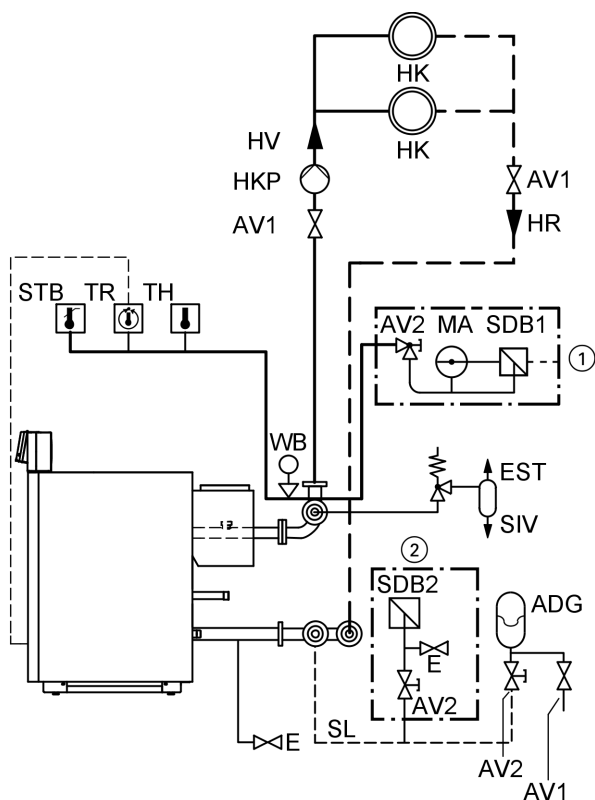 HK
HK
HV
HKP
AV1
AV1
HR
STB TR TH
AV2 MA SDB1
1
WB
EST
SIV
2
SDB2
ADG
E
AV2
SL
E
AV2
AV1